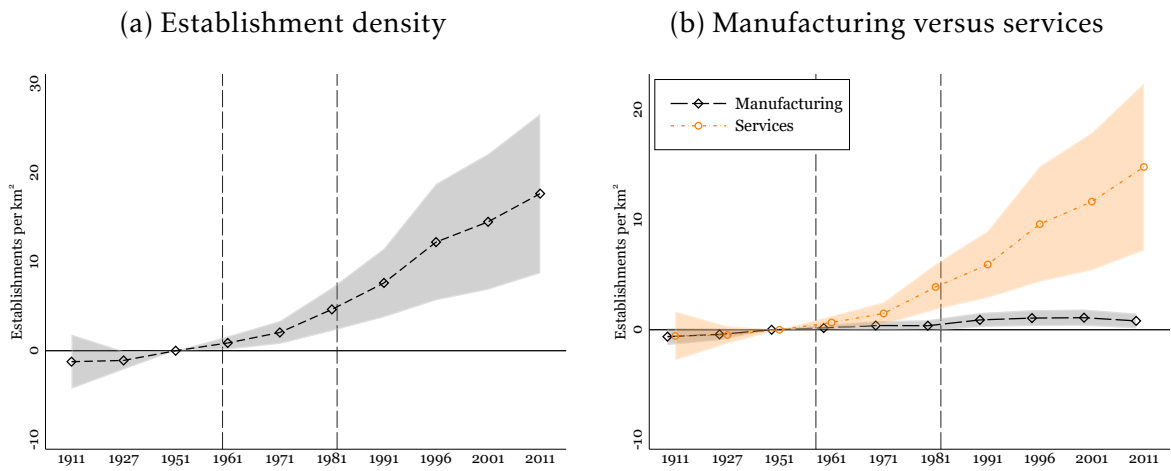 (a) Establishment density
Establishments per km²
30
20
10
0
-10
1911 1927 1951 1961 1971 1981 1991 1996 2001 2011
(b) Manufacturing versus services
Manufacturing
Services
Establishments per km²
20
10
0
-10
1911 1927 1951 1961 1971 1981 1991 1996 2001 2011